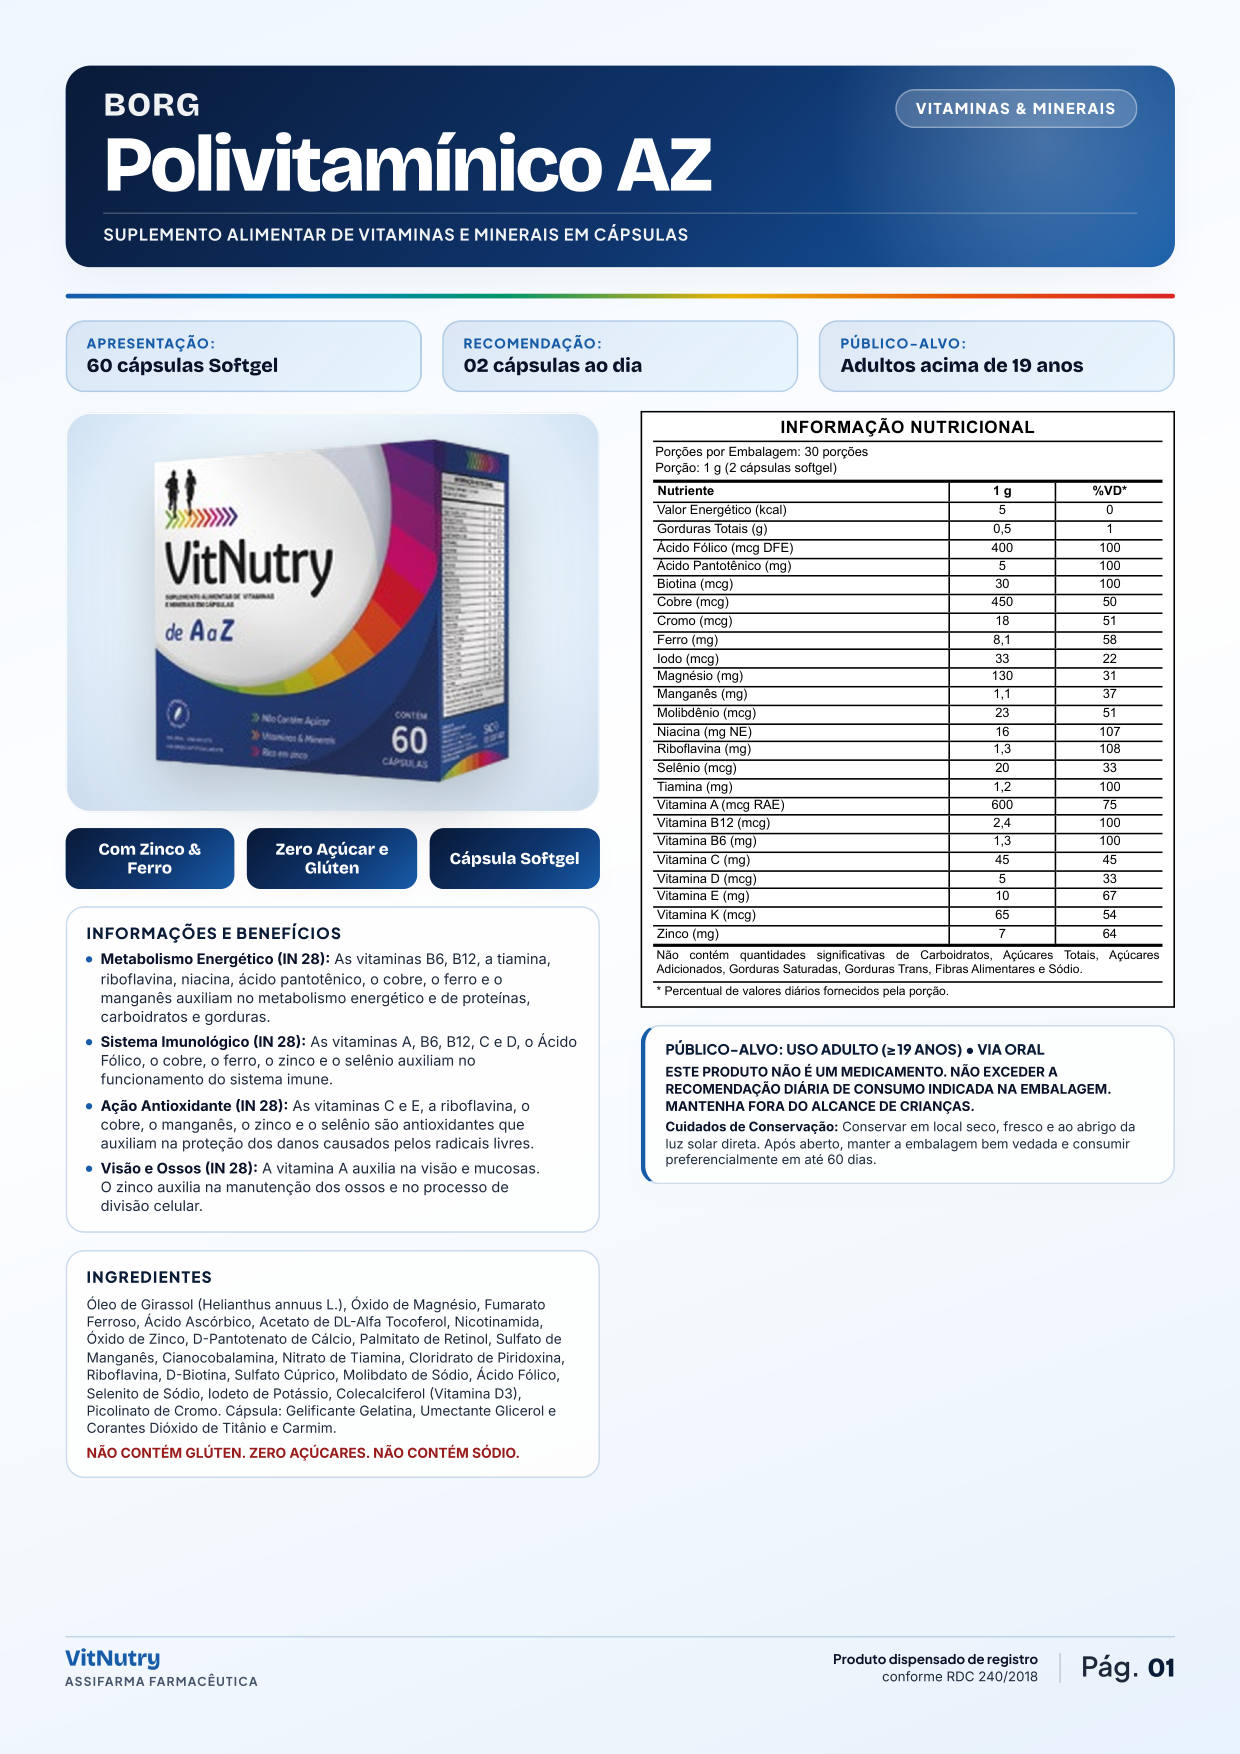 BORG
Polivitamínico AZ
VITAMINAS & MINERAIS
SUPLEMENTO ALIMENTAR DE VITAMINAS E MINERAIS EM CÁPSULAS
APRESENTAÇÃO:
60 cápsulas Softgel
RECOMENDAÇÃO:
02 cápsulas ao dia
PÚBLICO-ALVO:
Adultos acima de 19 anos
VitNutry
SUPLEMENTO ALIMENTAR DE VITAMINAS
E MINERAIS EM CÁPSULAS
de A a Z
Não Contém Açúcar
Vitaminas & Minerais
Rico em zinco
CONTÉM
60
CÁPSULAS
Com Zinco &
Ferro
Zero Açúcar e
Glúten
Cápsula Softgel
INFORMAÇÕES E BENEFÍCIOS
• Metabolismo Energético (IN 28): As vitaminas B6, B12, a tiamina,
riboflavina, niacina, ácido pantotênico, o cobre, o ferro e o
manganês auxiliam no metabolismo energético e de proteínas,
carboidratos e gorduras.
• Sistema Imunológico (IN 28): As vitaminas A, B6, B12, C e D, o Ácido
Fólico, o cobre, o ferro, o zinco e o selênio auxiliam no
funcionamento do sistema imune.
• Ação Antioxidante (IN 28): As vitaminas C e E, a riboflavina, o
cobre, o manganês, o zinco e o selênio são antioxidantes que
auxiliam na proteção dos danos causados pelos radicais livres.
• Visão e Ossos (IN 28): A vitamina A auxilia na visão e mucosas.
O zinco auxilia na manutenção dos ossos e no processo de
divisão celular.
INGREDIENTES
Óleo de Girassol (Helianthus annuus L.), Óxido de Magnésio, Fumarato
Ferroso, Ácido Ascórbico, Acetato de DL-Alfa Tocoferol, Nicotinamida,
Óxido de Zinco, D-Pantotenato de Cálcio, Palmitato de Retinol, Sulfato de
Manganês, Cianocobalamina, Nitrato de Tiamina, Cloridrato de Piridoxina,
Riboflavina, D-Biotina, Sulfato Cúprico, Molibdato de Sódio, Ácido Fólico,
Selenito de Sódio, Iodeto de Potássio, Colecalciferol (Vitamina D3),
Picolinato de Cromo. Cápsula: Gelificante Gelatina, Umectante Glicerol e
Corantes Dióxido de Titânio e Carmim.
NÃO CONTÉM GLÚTEN. ZERO AÇÚCARES. NÃO CONTÉM SÓDIO.
INFORMAÇÃO NUTRICIONAL
Porções por Embalagem: 30 porções
Porção: 1 g (2 cápsulas softgel)
Nutriente 1 g %VD*
Valor Energético (kcal) 5 0
Gorduras Totais (g) 0,5 1
Ácido Fólico (mcg DFE) 400 100
Ácido Pantotênico (mg) 5 100
Biotina (mcg) 30 100
Cobre (mcg) 450 50
Cromo (mcg) 18 51
Ferro (mg) 8,1 58
Iodo (mcg) 33 22
Magnésio (mg) 130 31
Manganês (mg) 1,1 37
Molibdênio (mcg) 23 51
Niacina (mg NE) 16 107
Riboflavina (mg) 1,3 108
Selênio (mcg) 20 33
Tiamina (mg) 1,2 100
Vitamina A (mcg RAE) 600 75
Vitamina B12 (mcg) 2,4 100
Vitamina B6 (mg) 1,3 100
Vitamina C (mg) 45 45
Vitamina D (mcg) 5 33
Vitamina E (mg) 10 67
Vitamina K (mcg) 65 54
Zinco (mg) 7 64
Não contém quantidades significativas de Carboidratos, Açúcares Totais, Açúcares
Adicionados, Gorduras Saturadas, Gorduras Trans, Fibras Alimentares e Sódio.
* Percentual de valores diários fornecidos pela porção.
PÚBLICO-ALVO: USO ADULTO (≥19 ANOS) • VIA ORAL
ESTE PRODUTO NÃO É UM MEDICAMENTO. NÃO EXCEDER A
RECOMENDAÇÃO DIÁRIA DE CONSUMO INDICADA NA EMBALAGEM.
MANTENHA FORA DO ALCANCE DE CRIANÇAS.
Cuidados de Conservação: Conservar em local seco, fresco e ao abrigo da
luz solar direta. Após aberto, manter a embalagem bem vedada e consumir
preferencialmente em até 60 dias.
VitNutry
ASSIFARMA FARMACÊUTICA
Produto dispensado de registro
conforme RDC 240/2018
Pág. 01